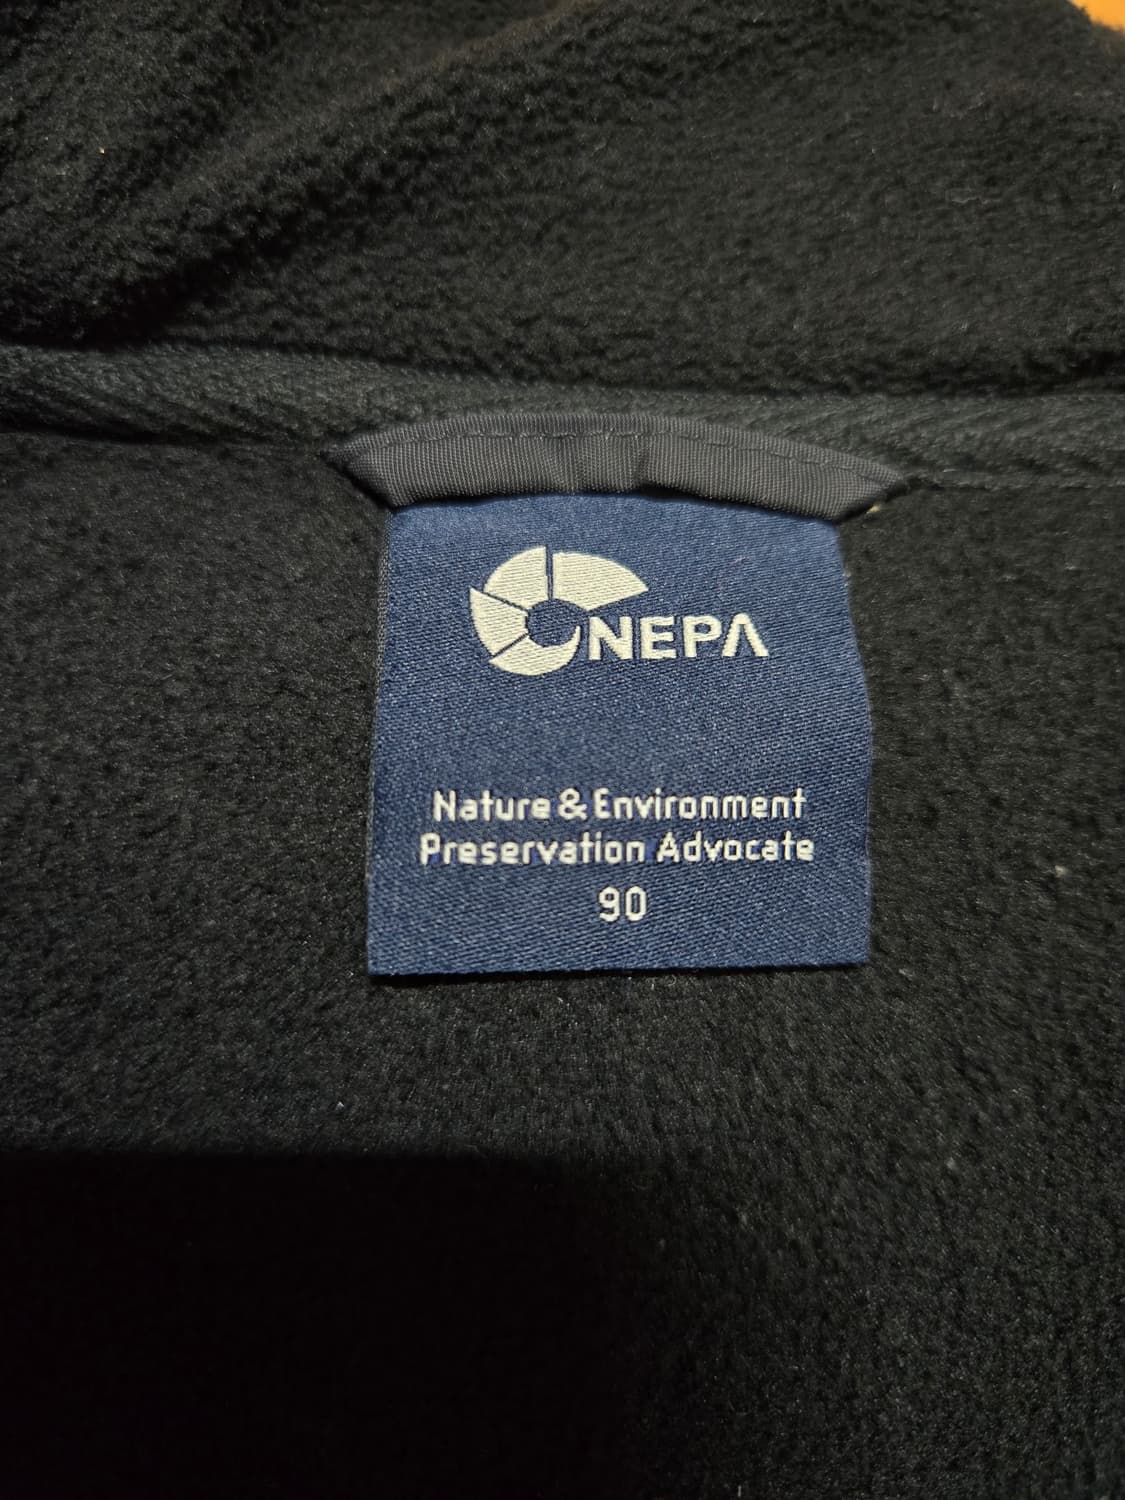 NEPA
Nature & Environment
Preservation Advocate
90